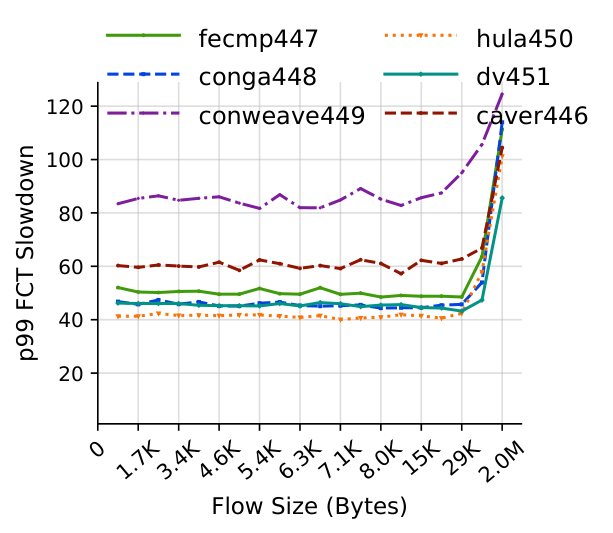 fecmp447 hula450
conga448 dv451
conweave449 caver446
p99 FCT Slowdown
120
100
80
60
40
20
0 1.7K 3.4K 4.6K 5.4K 6.3K 7.1K 8.0K 15K 29K 2.0M
Flow Size (Bytes)